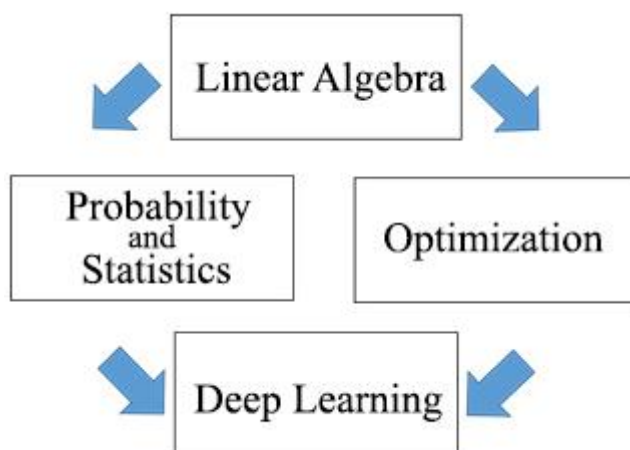 Linear Algebra
Probability
and
Statistics
Optimization
Deep Learning